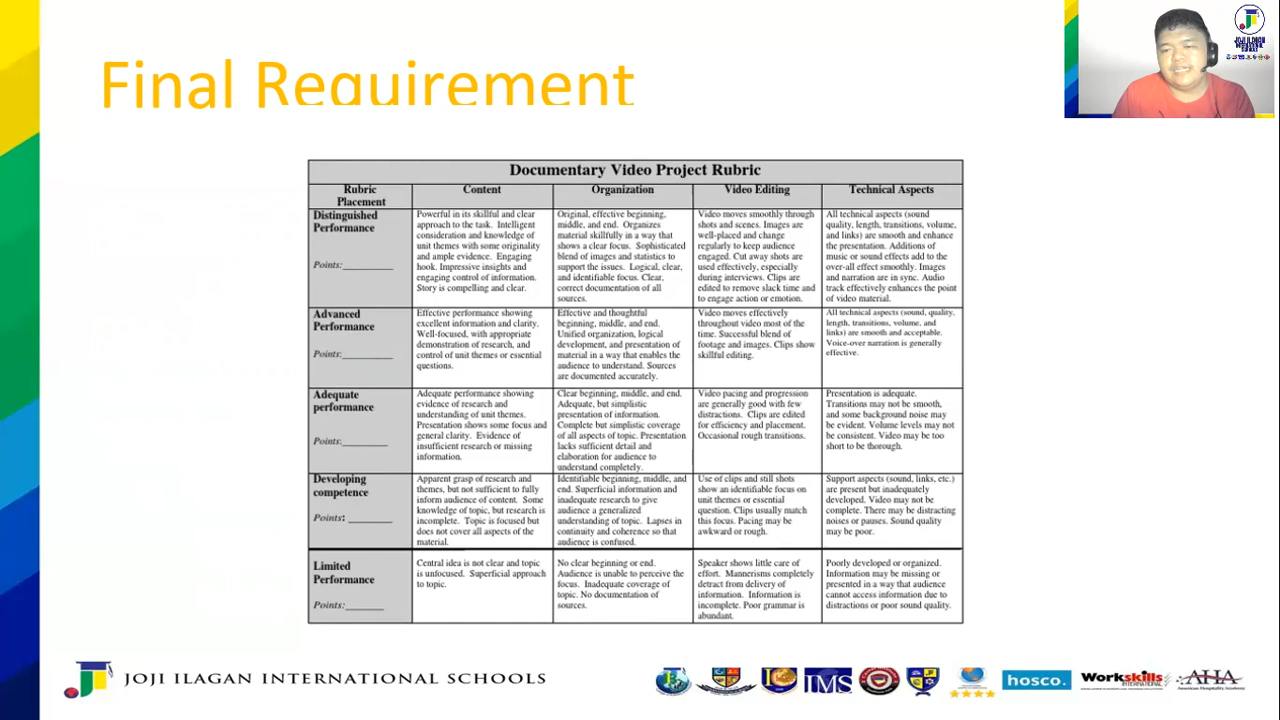 Final Requirement
JOJI ILAGAN
Documentary Video Project Rubric
Rubric
Placement
Content
Organization
Video Editing
Technical Aspects
Distinguished
Performance
Points:__________
Powerful in its skillful and clear
approach to the task. Intelligent
consideration and knowledge of
unit themes with some originality
and ample evidence. Engaging
hook. Impressive insights and
engaging control of information.
Story is compelling and clear.
Original, effective beginning,
middle, and end. Organizes
material skillfully in a way that
shows a clear focus. Sophisticated
blend of images and statistics to
support the issues. Logical, clear,
and identifiable focus. Clear,
correct documentation of all
sources.
Video moves smoothly through
shots and scenes. Images are
well-placed and change
regularly to keep audience
engaged. Cut away shots are
used effectively, especially
during interviews. Clips are
edited to remove slack time and
to engage action or emotion.
All technical aspects (sound
quality, length, transitions, volume,
and links) are smooth and enhance
the presentation. Additions of
music or sound effects add to the
over-all effect smoothly. Images
and narration are in sync. Audio
track effectively enhances the point
of video material.
Advanced
Performance
Points:__________
Effective performance showing
excellent information and clarity.
Well-focused, with appropriate
demonstration of research, and
control of unit themes or essential
questions.
Effective and thoughtful
beginning, middle, and end.
Unified organization, logical
development, and presentation of
material in a way that enables the
audience to understand. Sources
are documented accurately.
Video moves effectively
throughout video most of the
time. Successful blend of
footage and images. Clips show
skillful editing.
All technical aspects (sound, quality,
length, transitions, volume, and
links) are smooth and acceptable.
Voice-over narration is generally
effective.
Adequate
performance
Points:_________
Adequate performance showing
evidence of research and
understanding of unit themes.
Presentation shows some focus and
general clarity. Evidence of
insufficient research or missing
information.
Clear beginning, middle, and end.
Adequate, but simplistic
presentation of information.
Complete but simplistic coverage
of all aspects of topic. Presentation
lacks sufficient detail and
elaboration for audience to
understand completely.
Video pacing and progression
are generally good with few
distractions. Clips are edited
for efficiency and placement.
Occasional rough transitions.
Presentation is adequate.
Transitions may not be smooth,
and some background noise may
be evident. Volume levels may not
be consistent. Video may be too
short to be thorough.
Developing
competence
Points: _________
Apparent grasp of research and
themes, but not sufficient to fully
inform audience of content. Some
knowledge of topic, but research is
incomplete. Topic is focused but
does not cover all aspects of the
material.
Identifiable beginning, middle, and
end. Superficial information and
inadequate research to give
audience a generalized
understanding of topic. Lapses in
continuity and coherence so that
audience is confused.
Use of clips and still shots
show an identifiable focus on
unit themes or essential
question. Clips usually match
this focus. Pacing may be
awkward or rough.
Support aspects (sound, links, etc.)
are present but inadequately
developed. Video may not be
complete. There may be distracting
noises or pauses. Sound quality
may be poor.
Limited
Performance
Points:________
Central idea is not clear and topic
is unfocused. Superficial approach
to topic.
No clear beginning or end.
Audience is unable to perceive the
focus. Inadequate coverage of
topic. No documentation of
sources.
Speaker shows little care of
effort. Mannerisms completely
detract from delivery of
information. Information is
incomplete. Poor grammar is
abundant.
Poorly developed or organized.
Information may be missing or
presented in a way that audience
cannot access information due to
distractions or poor sound quality.
JOJI ILAGAN INTERNATIONAL SCHOOLS
IMS
hosco.
Workskills
INTERNATIONAL
AHA
American Hospitality Academy